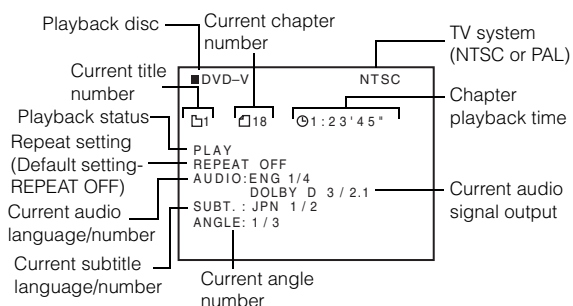 Playback disc
Current chapter
number
TV system
(NTSC or PAL)
Current title
number
■DVD–V NTSC
1 18 1:23'45"
Chapter
playback time
Playback status
PLAY
Repeat setting
(Default setting-
REPEAT OFF)
REPEAT OFF
AUDIO:ENG 1/4
DOLBY D 3/2.1
Current audio
signal output
Current audio
language/number
SUBT.: JPN 1/2
ANGLE: 1/3
Current subtitle
language/number
Current angle
number